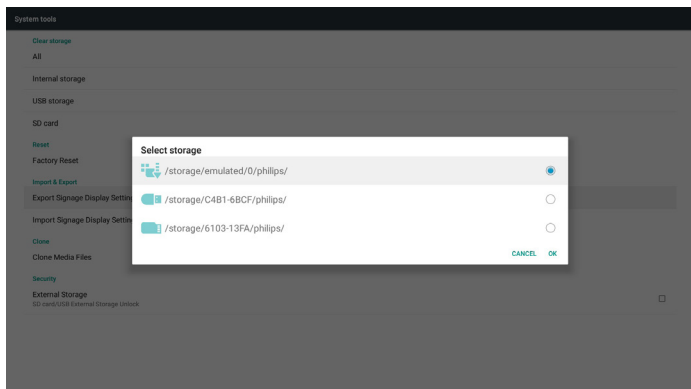 System tools
Clear storage
All
Internal storage
USB storage
SD card
Reset
Factory Reset
Import & Export
Export Signage Display Settin
Import Signage Display Settin
Clone
Clone Media Files
Security
External Storage
SD card/USB External Storage Unlock
Select storage
/storage/emulated/0/philips/
/storage/C4B1-6BCF/philips/
/storage/6103-13FA/philips/
CANCEL OK